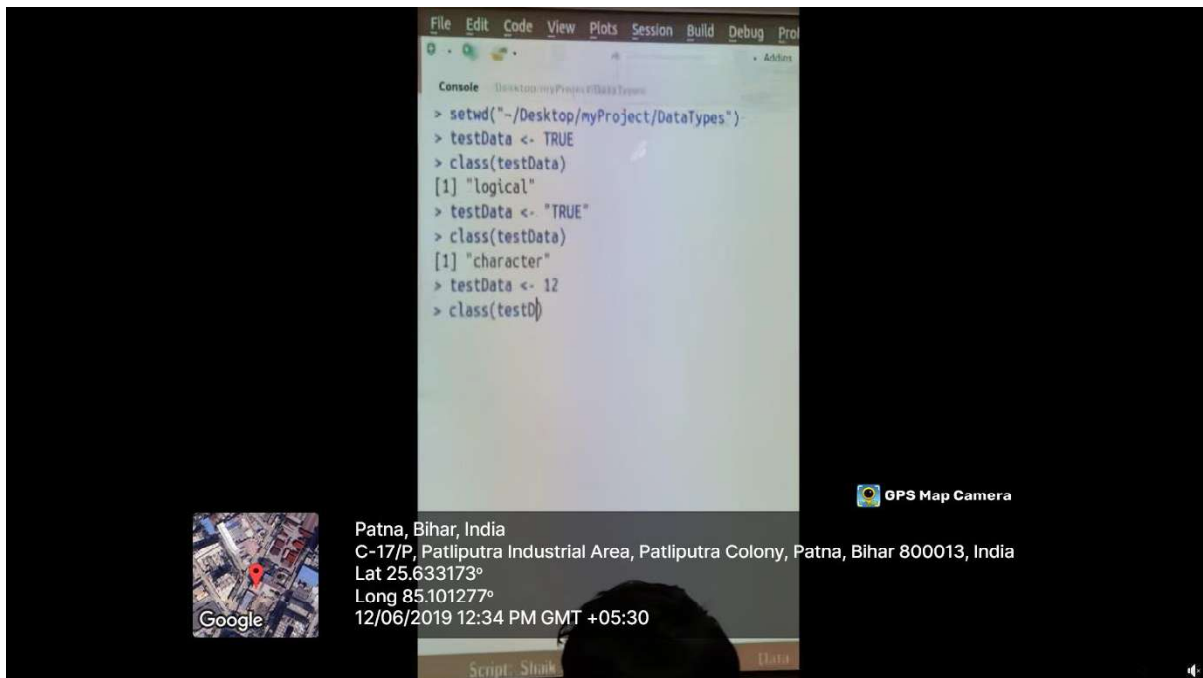 File Edit Code View Plots Session Build Debug
Addins
Console
> setwd("~/Desktop/myProject/DataTypes")
> testData <- TRUE
> class(testData)
[1] "logical"
> testData <- "TRUE"
> class(testData)
[1] "character"
> testData <- 12
> class(testD)
GPS Map Camera
Patna, Bihar, India
C-17/P, Patliputra Industrial Area, Patliputra Colony, Patna, Bihar 800013, India
Lat 25.633173°
Long 85.101277°
12/06/2019 12:34 PM GMT +05:30
Google
Script: Shaik